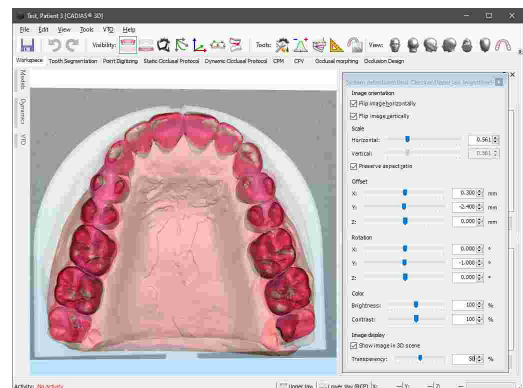 Test, Patient 3 [CADIAS® 3D]
File Edit View Tools VTO Help
Visibility: Tools: View:
Workspace Tooth Segmentation Point Digitizing Static Occlusal Protocol Dynamic Occlusal Protocol CPM CPV Occlusal morphing Occlusion Design
Models
Dynamics
VTO
Image orientation
Flip image horizontally
Flip image vertically
Scale
Horizontal: 0.561
Vertical: 0.561
Preserve aspect ratio
Offset
X: 0.300 mm
Y: -2.400 mm
Z: 0.000 mm
Rotation
X: 0.000 °
Y: -1.000 °
Z: 0.000 °
Color
Brightness: 100 %
Contrast: 100 %
Image display
Show image in 3D scene
Transparency: 50 %
Activity: No activity Upper jaw Lower jaw (RCP) X: Y: Z: